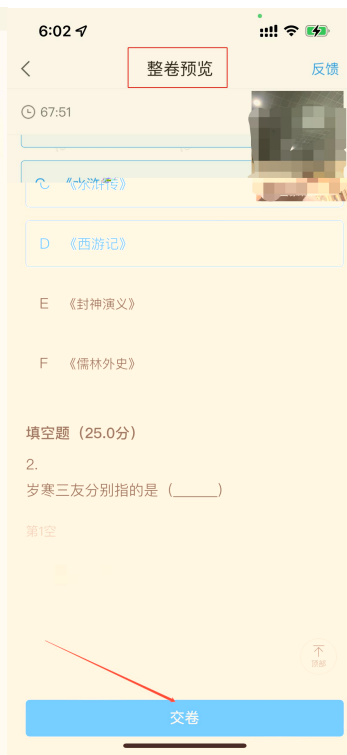 6:02
整卷预览
反馈
67:51
C 《水浒传》
D 《西游记》
E 《封神演义》
F 《儒林外史》
填空题（25.0分）
2.
岁寒三友分别指的是（______）
第1空
顶部
交卷